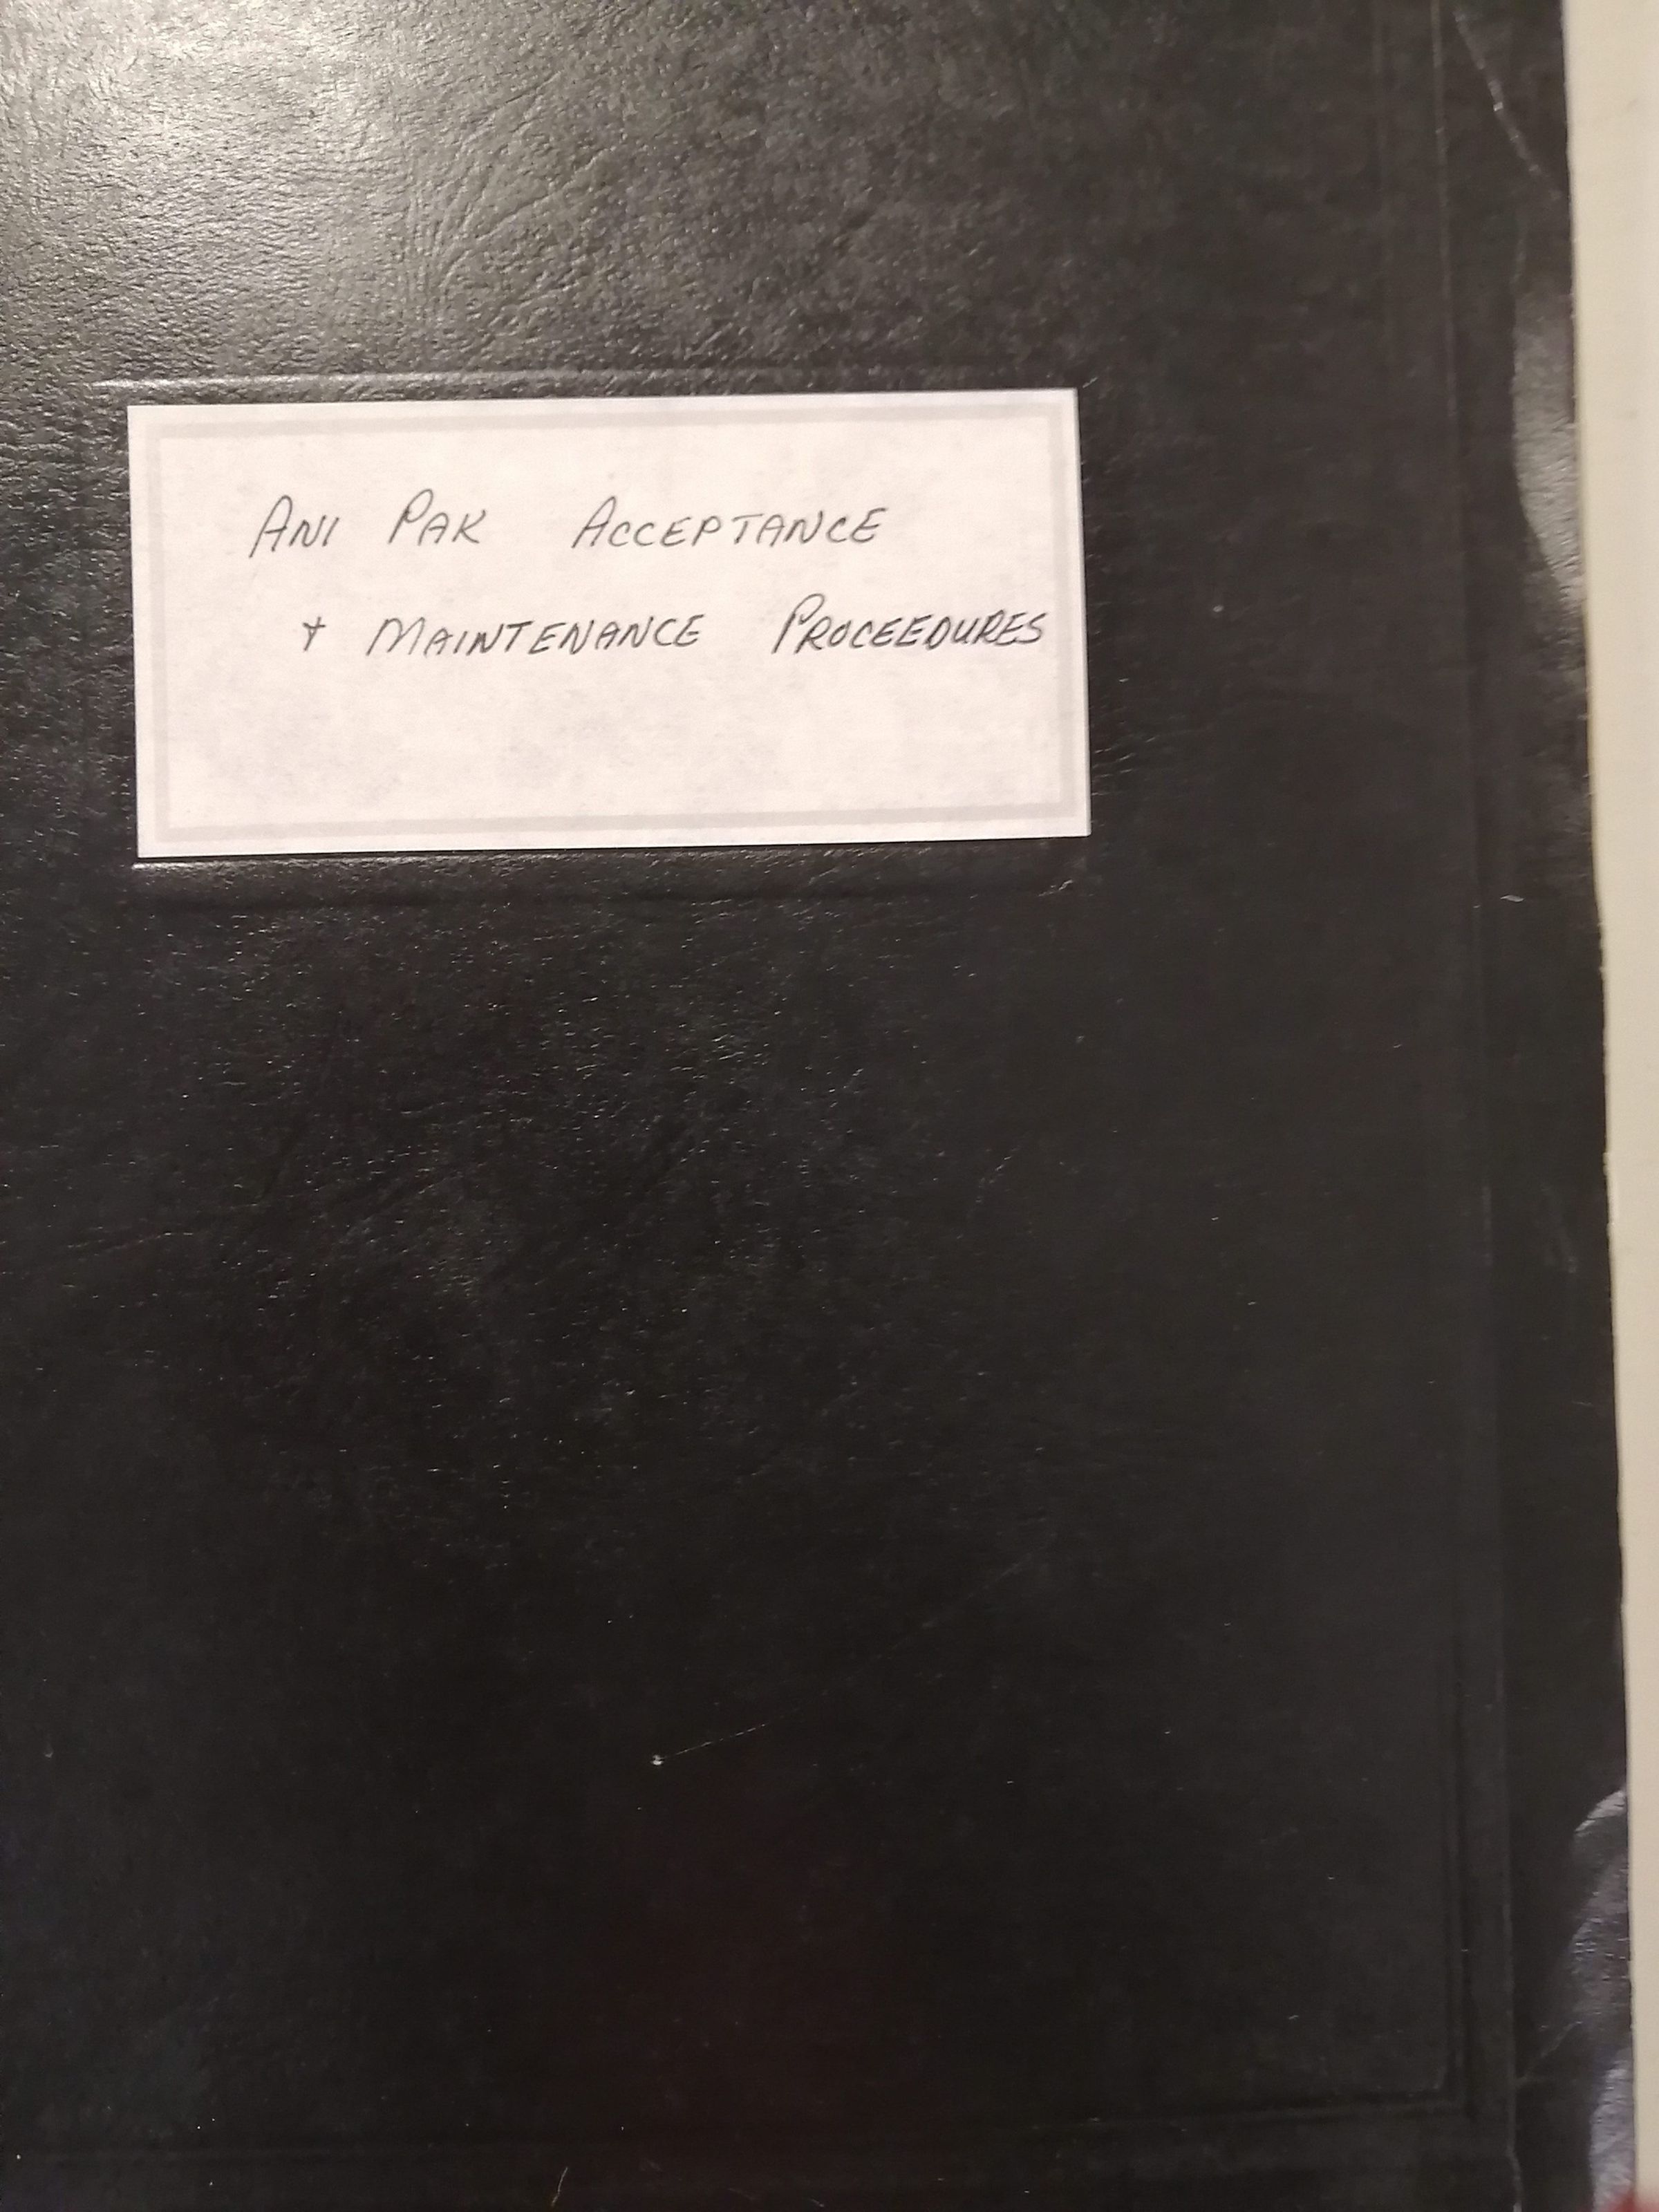 ANI PAK ACCEPTANCE
+ MAINTENANCE PROCEEDURES